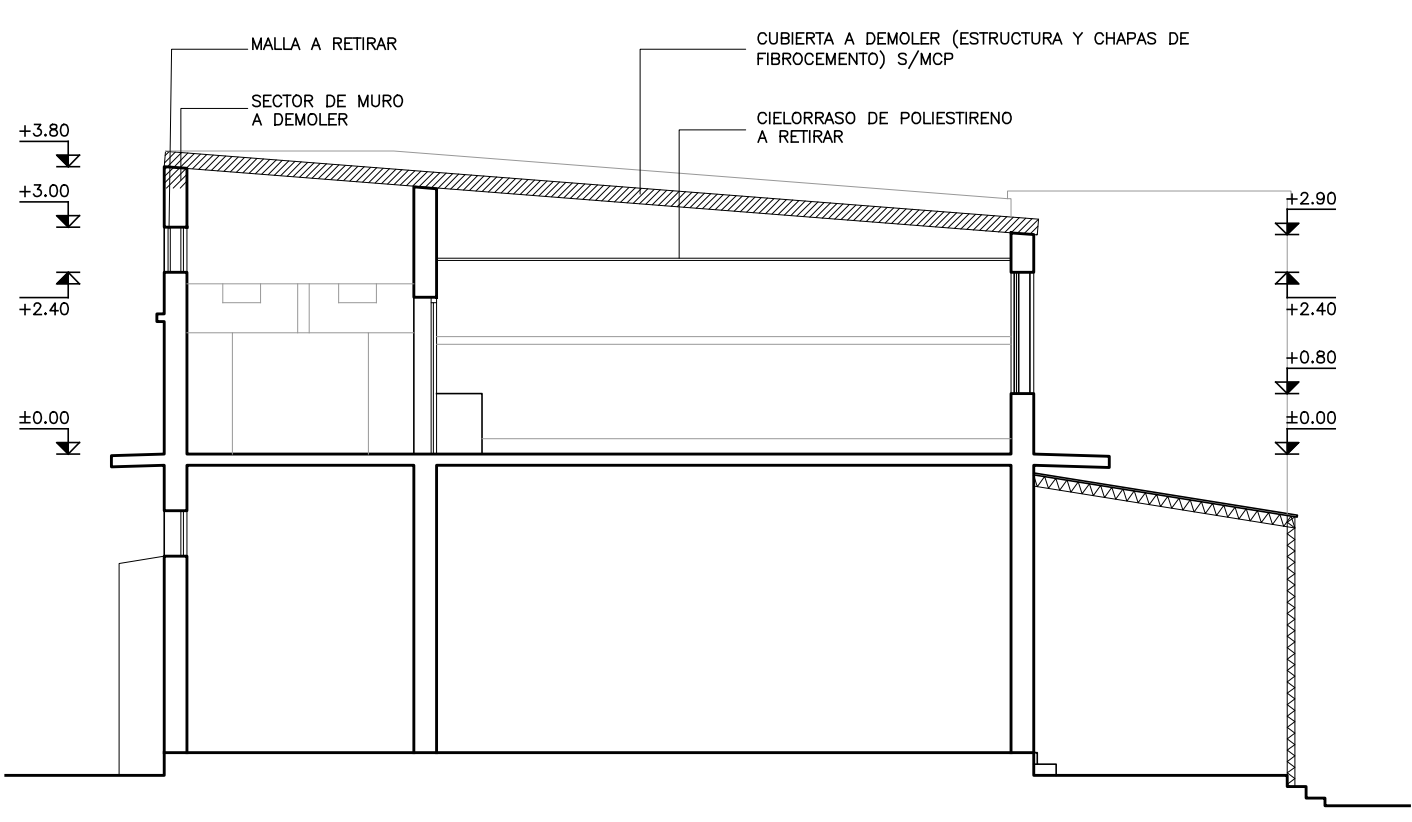 MALLA A RETIRAR
SECTOR DE MURO
A DEMOLER
CUBIERTA A DEMOLER (ESTRUCTURA Y CHAPAS DE
FIBROCEMENTO) S/MCP
CIELORRASO DE POLIESTIRENO
A RETIRAR
+3.80
+3.00
+2.40
±0.00
+2.90
+2.40
+0.80
±0.00